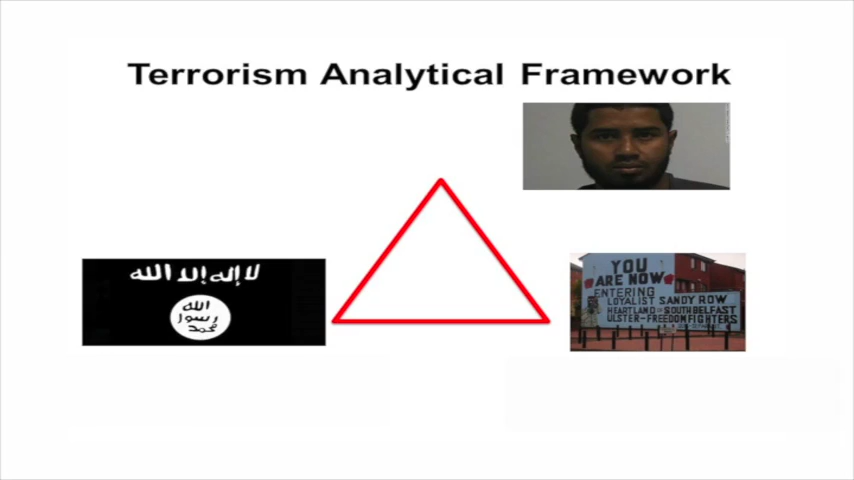 Terrorism Analytical Framework
لا إله إلا الله
الله
رسول
محمد
YOU
ARE NOW
ENTERING
LOYALIST SANDY ROW
HEARTLAND OF SOUTH BELFAST
ULSTER-FREEDOM FIGHTERS